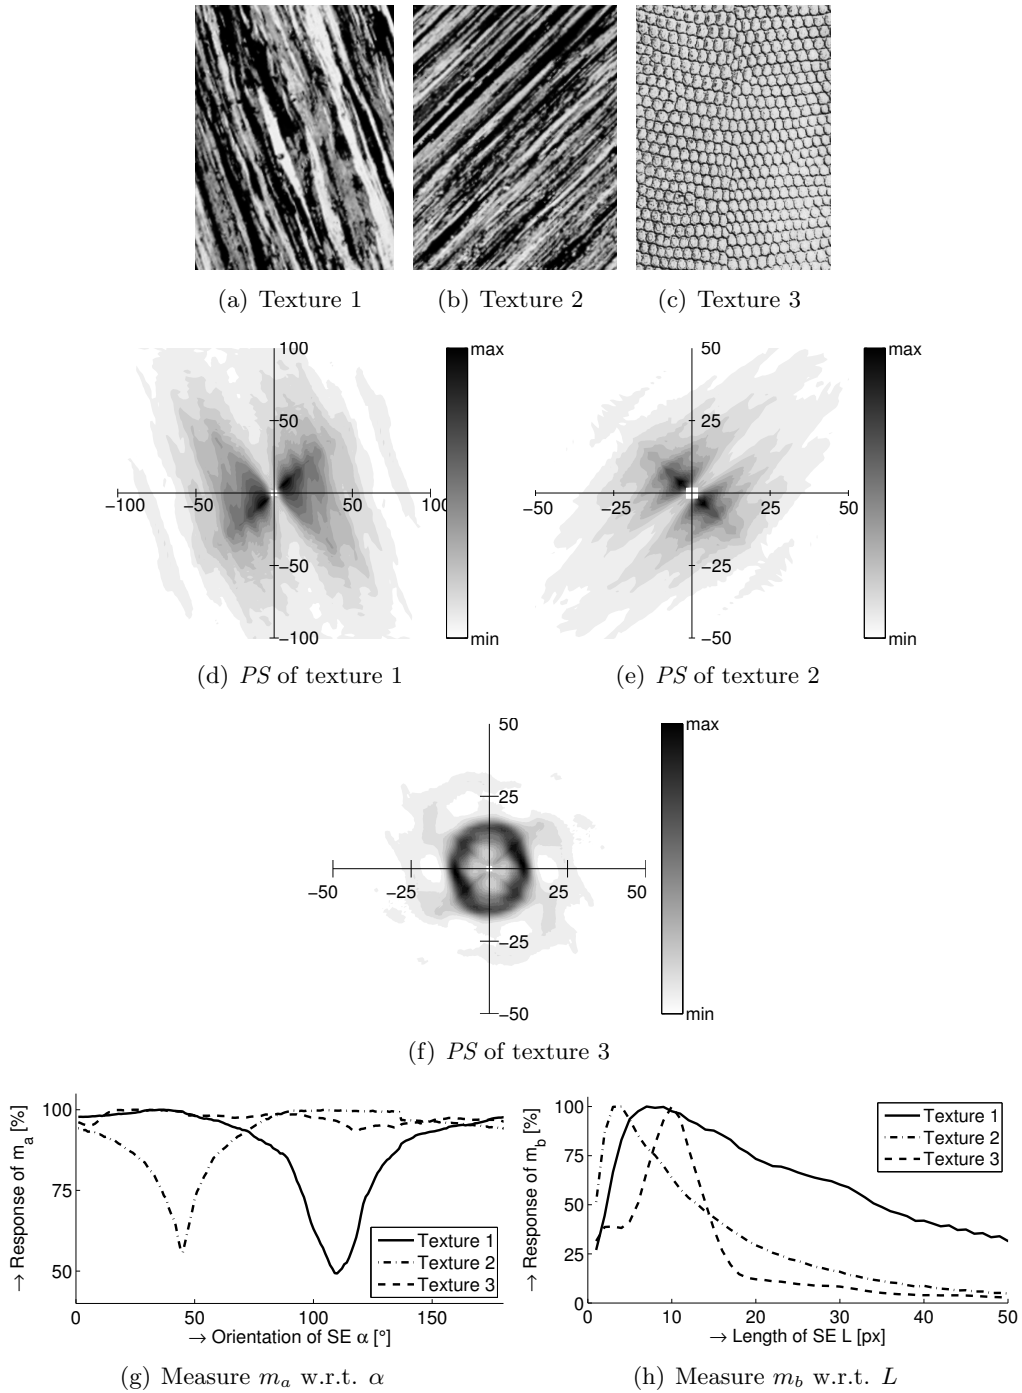 (a) Texture 1
(b) Texture 2
(c) Texture 3
100
50
−100
−50
50
100
−50
−100
max
min
(d) PS of texture 1
50
25
−50
−25
25
50
−25
−50
max
min
(e) PS of texture 2
50
25
−50
−25
25
50
−25
−50
max
min
(f) PS of texture 3
→ Response of m_a [%]
100
75
50
0
50
100
150
→ Orientation of SE α [°]
Texture 1
Texture 2
Texture 3
(g) Measure m_a w.r.t. α
→ Response of m_b [%]
100
75
50
25
0
0
10
20
30
40
50
→ Length of SE L [px]
Texture 1
Texture 2
Texture 3
(h) Measure m_b w.r.t. L